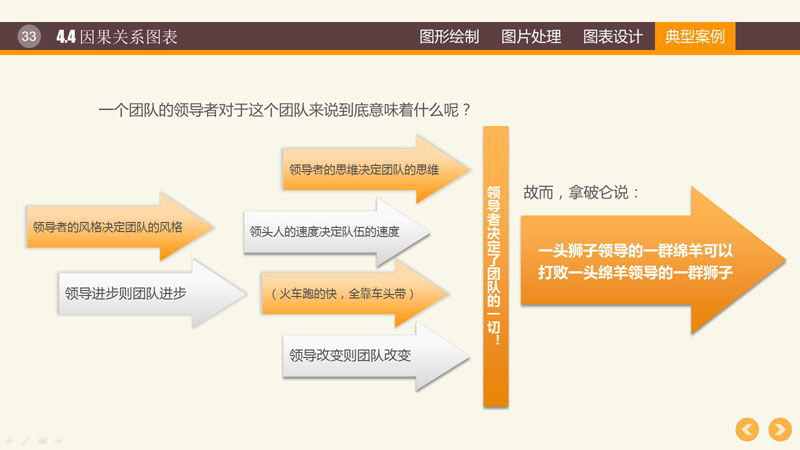 33 4.4 因果关系图表 图形绘制 图片处理 图表设计 典型案例
一个团队的领导者对于这个团队来说到底意味着什么呢？
领导者的思维决定团队的思维
领导者的风格决定团队的风格
领头人的速度决定队伍的速度
领导进步则团队进步
（火车跑的快，全靠车头带）
领导改变则团队改变
领导者决定了团队的一切！
故而，拿破仑说：
一头狮子领导的一群绵羊可以
打败一头绵羊领导的一群狮子